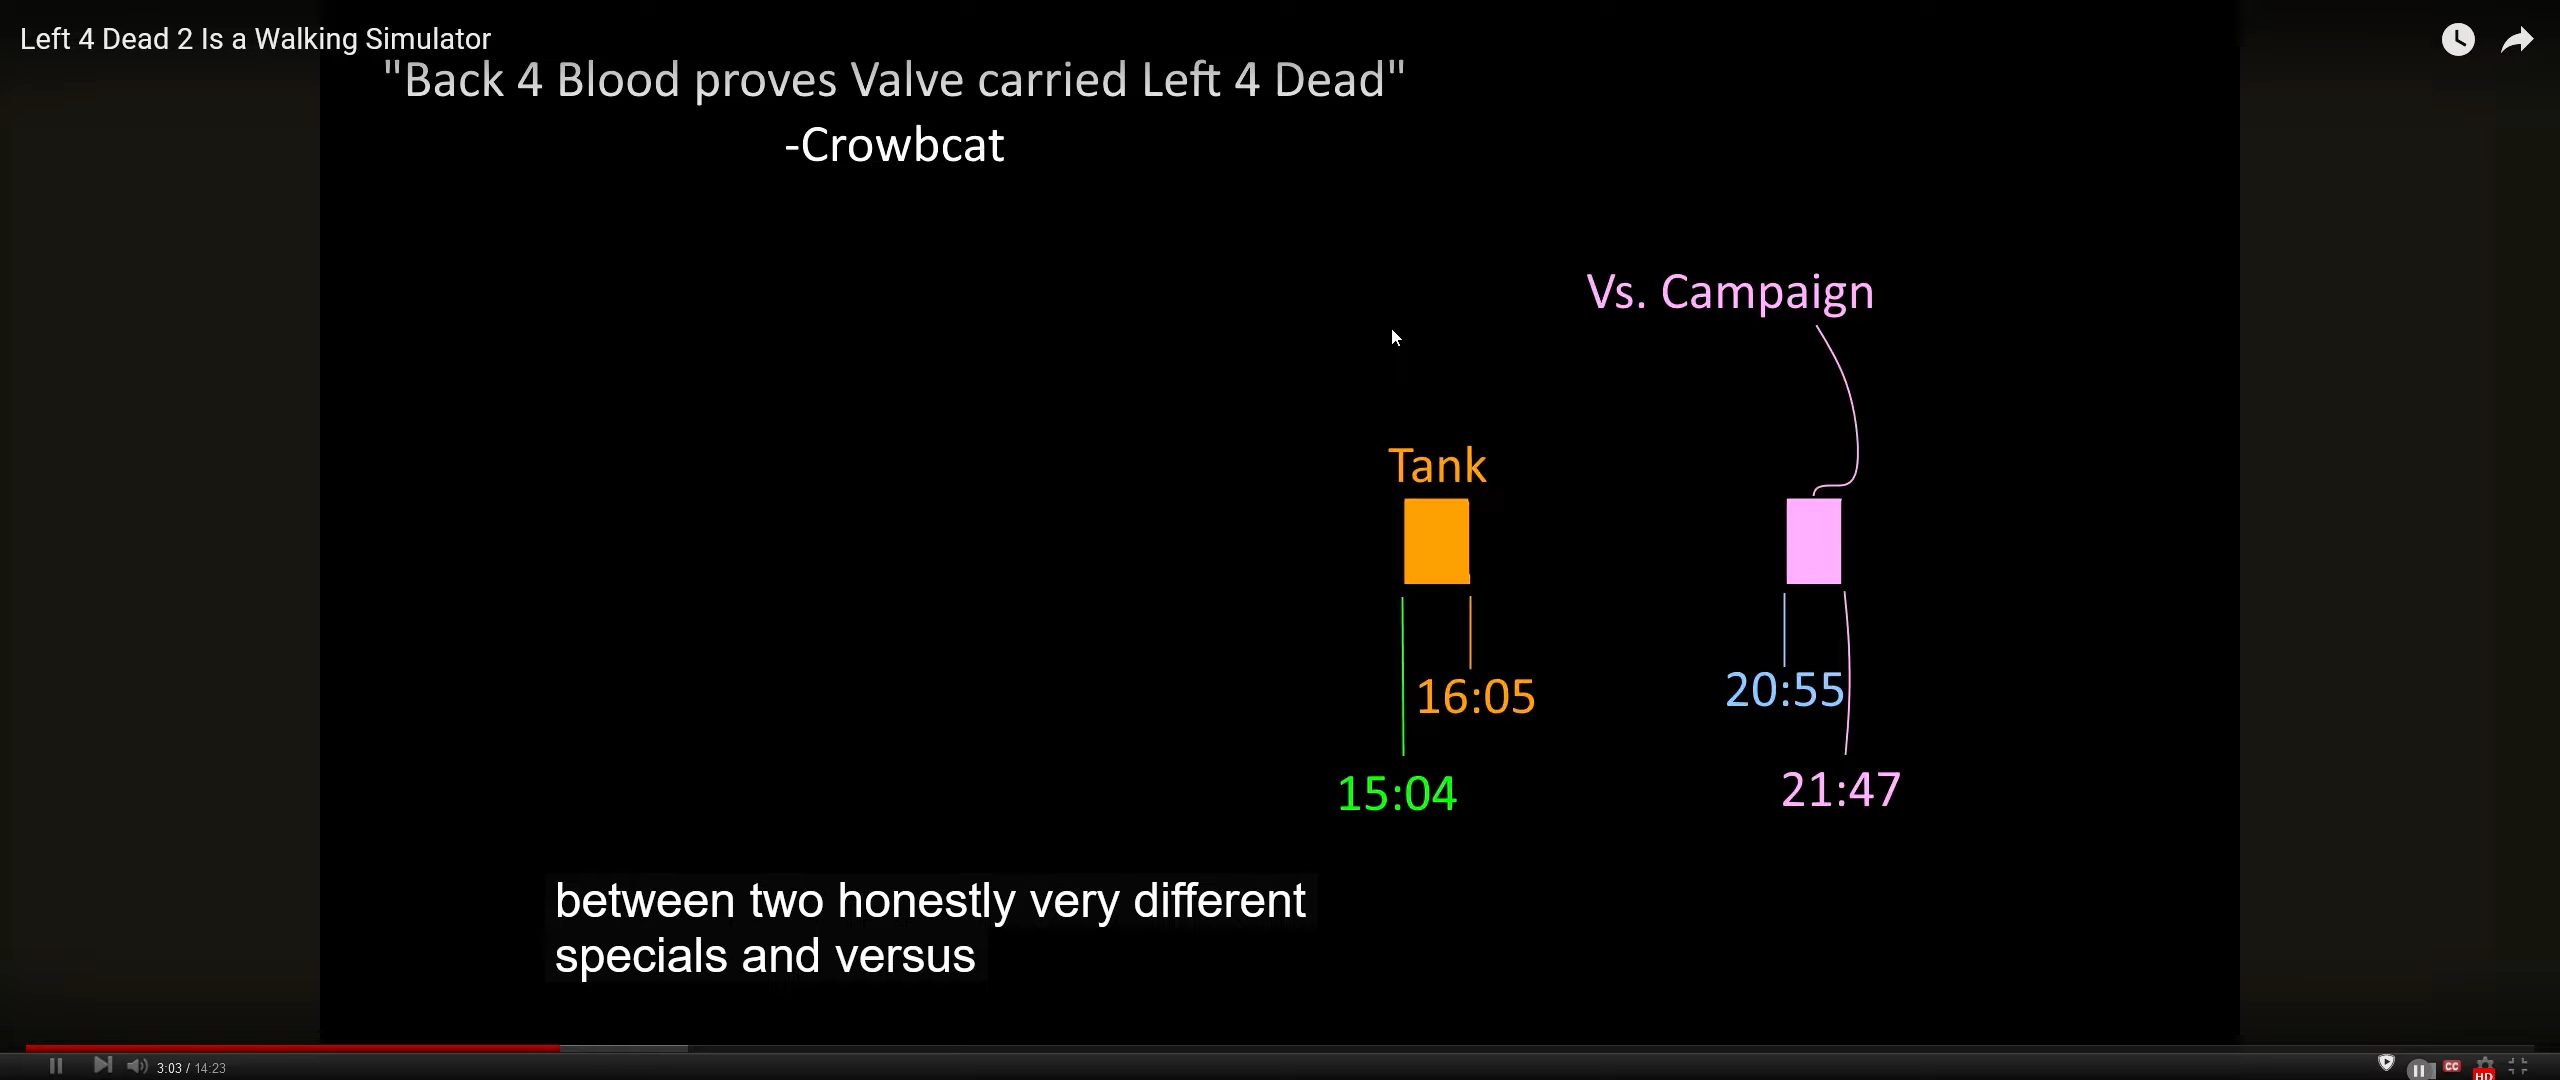 Left 4 Dead 2 Is a Walking Simulator
"Back 4 Blood proves Valve carried Left 4 Dead"
-Crowbcat
Vs. Campaign
Tank
16:05
20:55
15:04
21:47
between two honestly very different
specials and versus
3:03 / 14:23
CC
HD